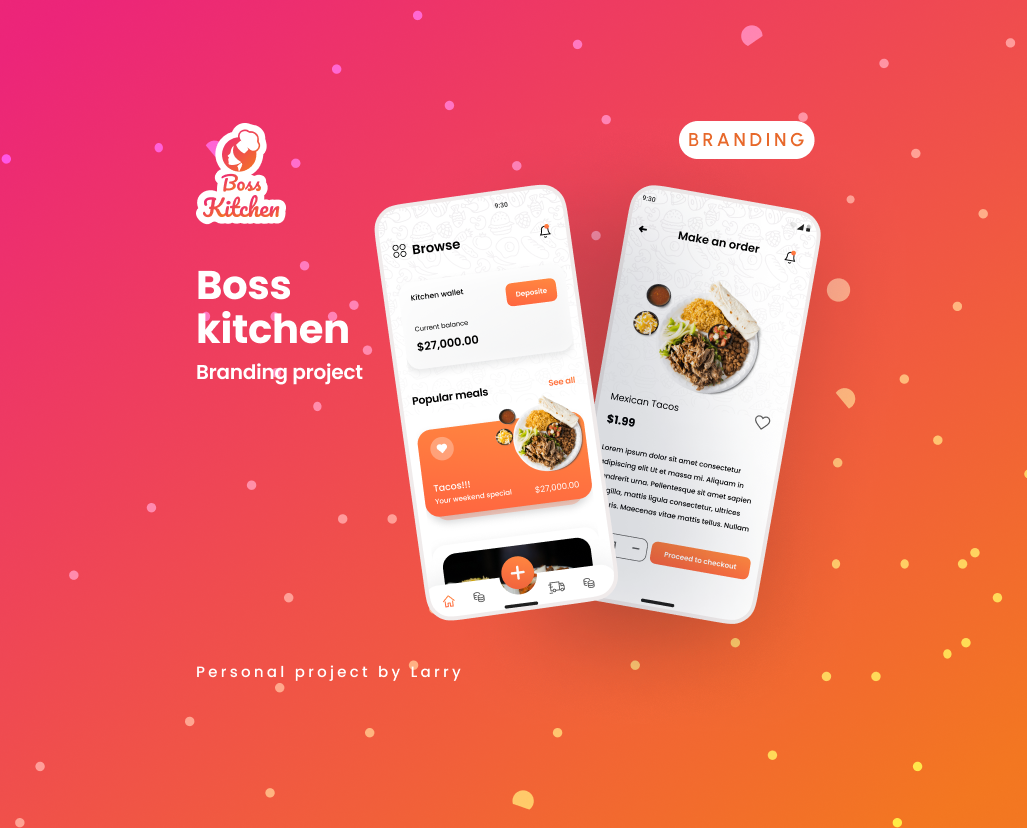 Boss
Kitchen
BRANDING
Boss
kitchen
Branding project
9:30
Browse
Kitchen wallet
Deposite
Current balance
$27,000.00
Popular meals
See all
Tacos!!!
Your weekend special
$27,000.00
9:30
Make an order
Mexican Tacos
$1.99
Lorem ipsum dolor sit amet consectetur
adipiscing elit Ut et massa mi. Aliquam in
endrerit urna. Pellentesque sit amet sapien
gilla, mattis ligula consectetur, ultrices
ris. Maecenas vitae mattis tellus. Nullam
1 −
Proceed to checkout
Personal project by Larry